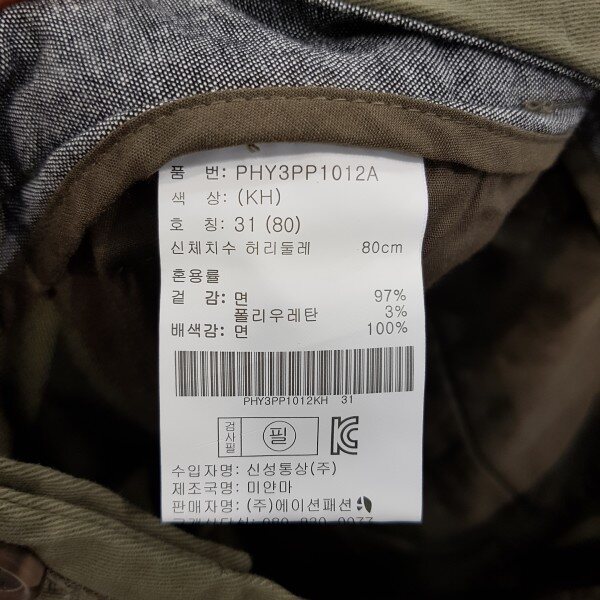 품 번: PHY3PP1012A
색 상: (KH)
호 칭: 31 (80)
신체치수 허리둘레 80cm
혼용률
겉 감: 면 97%
폴리우레탄 3%
배색감: 면 100%
PHY3PP1012KH 31
검사필 필 KC
수입자명: 신성통상(주)
제조국명: 미얀마
판매자명: (주)에이션패션